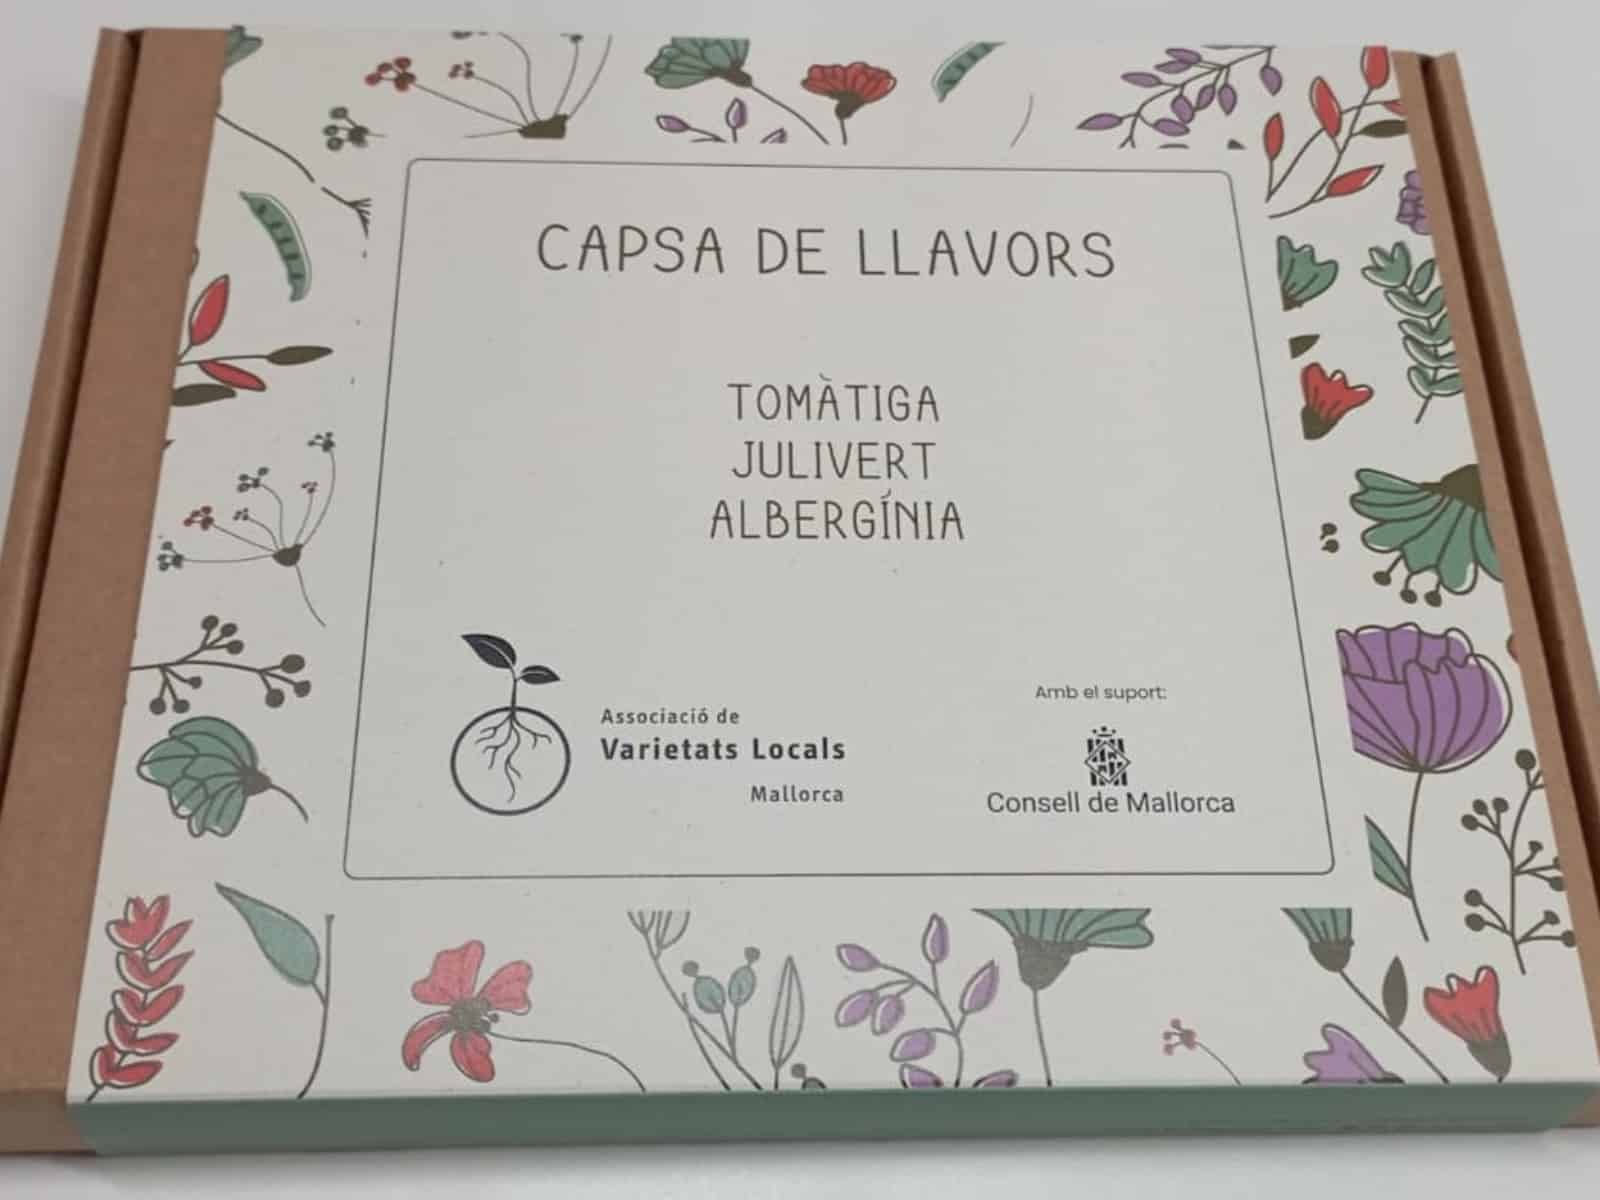 CAPSA DE LLAVORS
TOMÀTIGA
JULIVERT
ALBERGÍNIA
Associació de
Varietats Locals
Mallorca
Amb el suport:
Consell de Mallorca